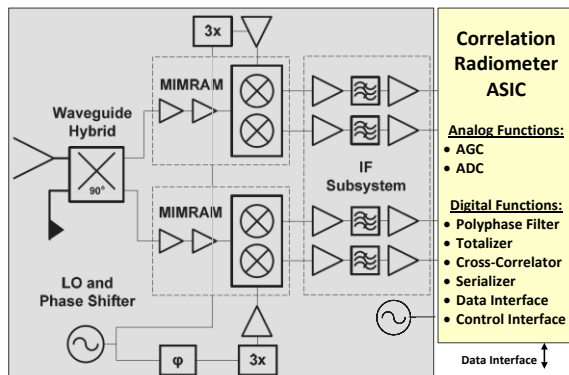 3x
MIMRAM
Waveguide
Hybrid
90°
MIMRAM
IF
Subsystem
LO and
Phase Shifter
φ
3x
Correlation
Radiometer
ASIC
Analog Functions:
• AGC
• ADC
Digital Functions:
• Polyphase Filter
• Totalizer
• Cross-Correlator
• Serializer
• Data Interface
• Control Interface
Data Interface